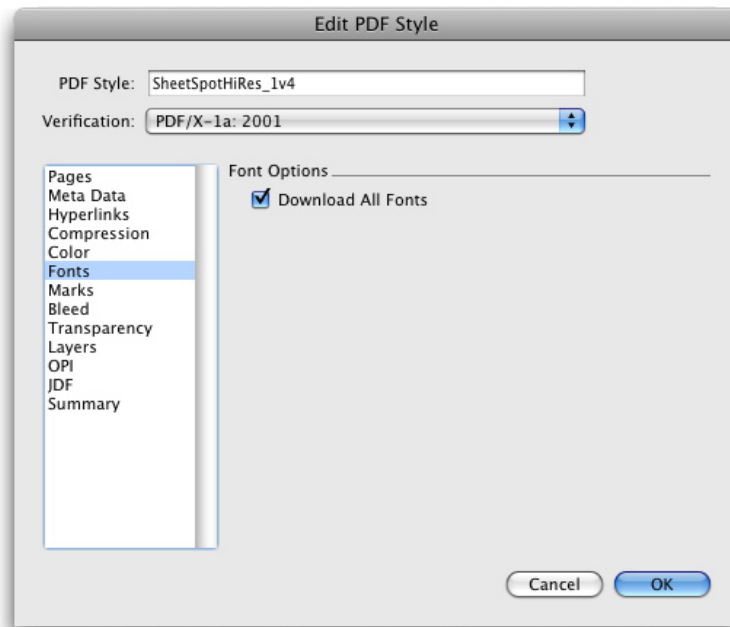 Edit PDF Style
PDF Style: SheetSpotHiRes_1v4
Verification: PDF/X-1a: 2001
Pages
Meta Data
Hyperlinks
Compression
Color
Fonts
Marks
Bleed
Transparency
Layers
OPI
JDF
Summary
Font Options
Download All Fonts
Cancel OK